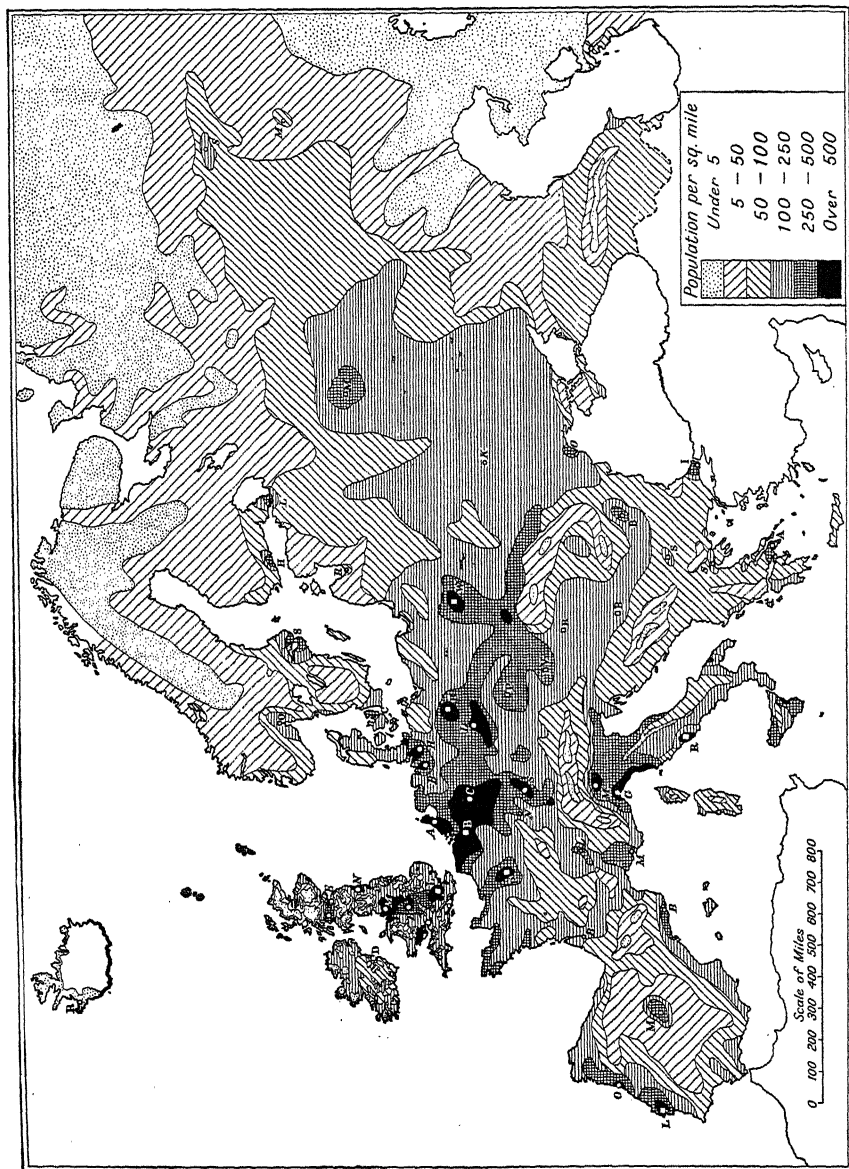 R
N
D
A
B
C
H
S
H
R
M
S
M
K
O
I
B
S
B
B
A
R
G
M
B
M
O
L
Population per sq. mile
Under 5
5 – 50
50 – 100
100 – 250
250 – 500
Over 500
Scale of Miles
0 100 200 300 400 500 600 700 800